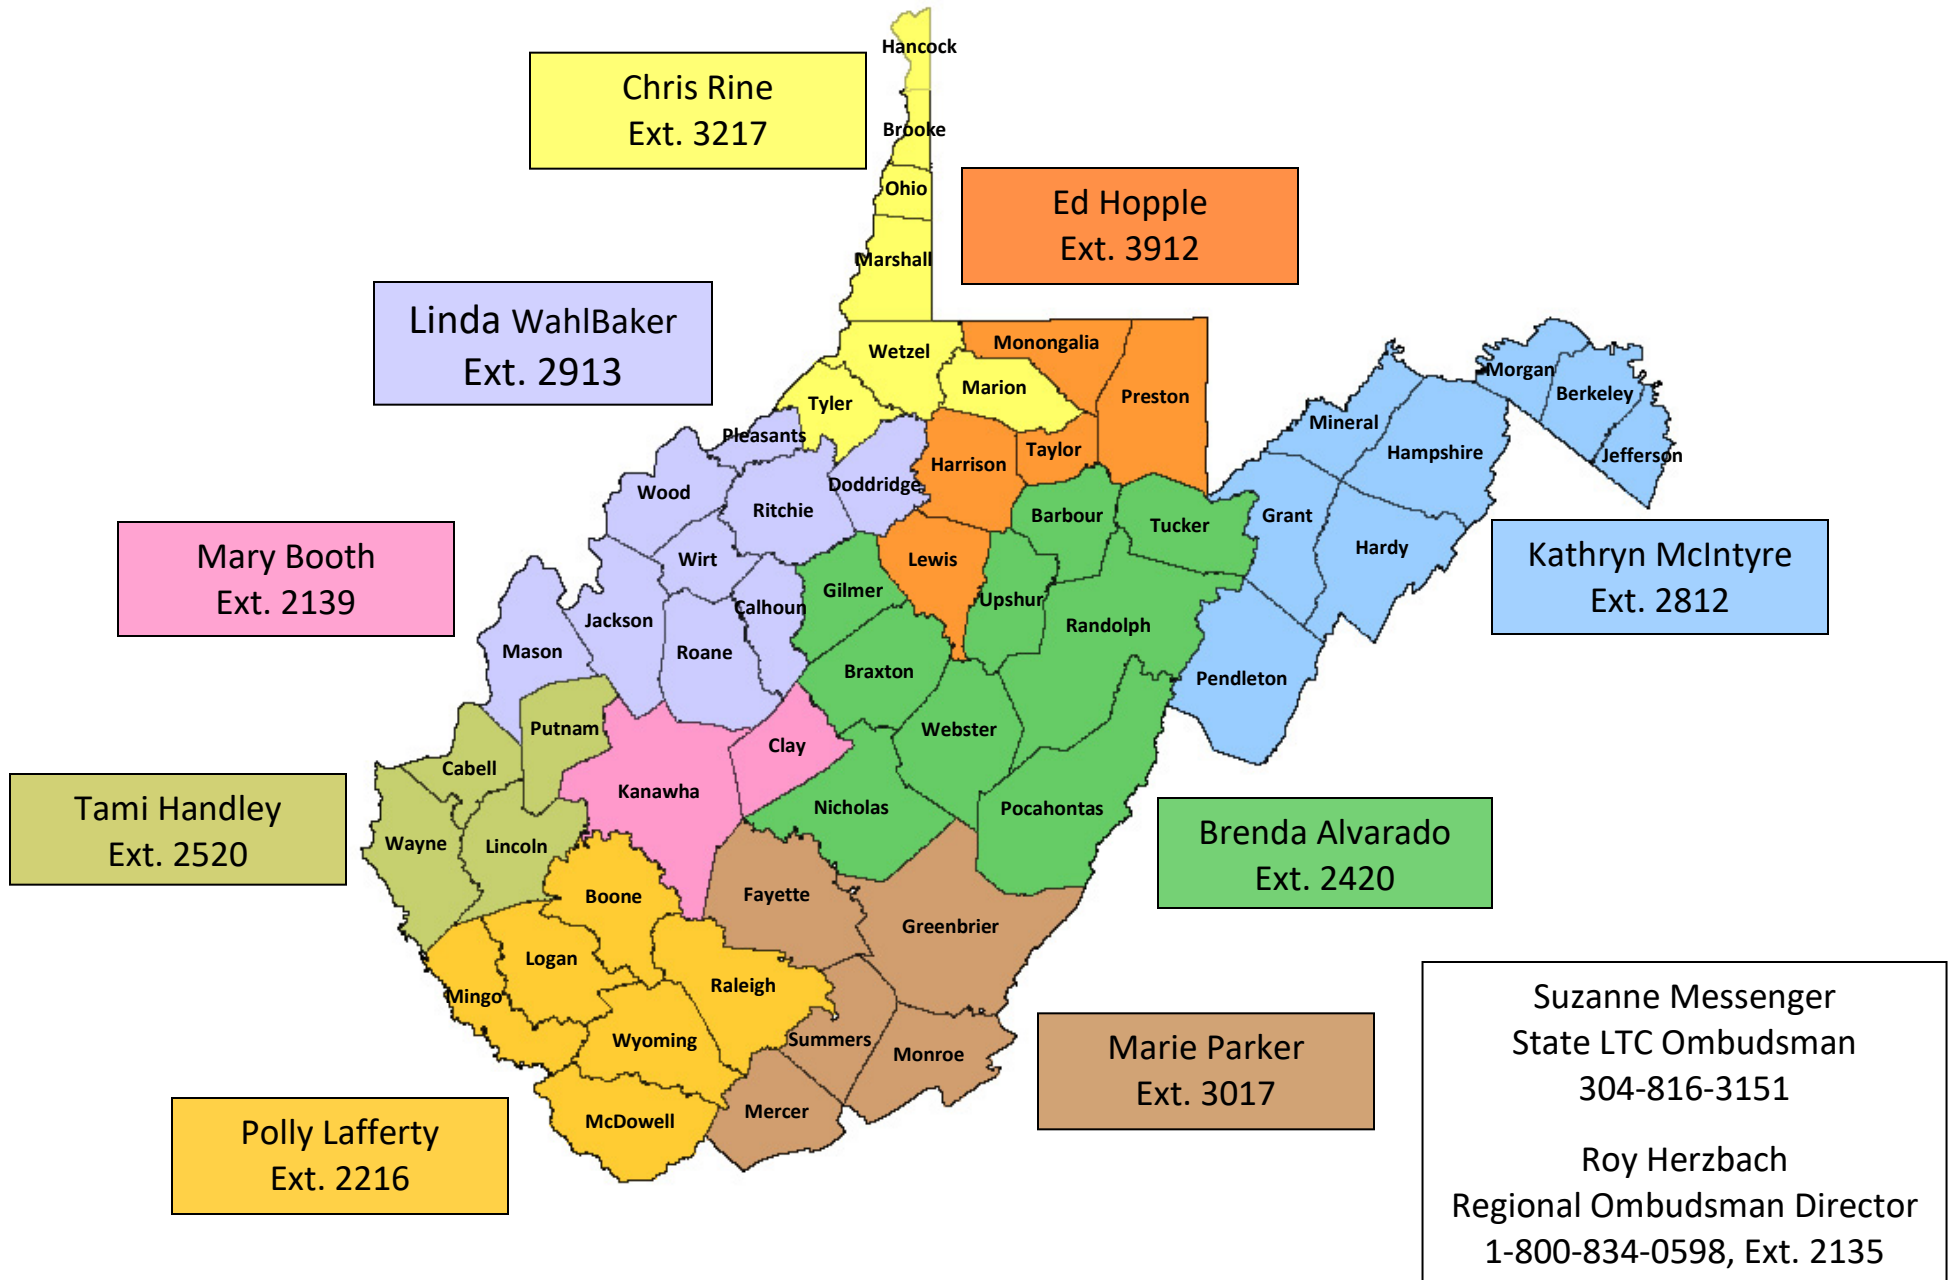 Hancock
Chris Rine
Ext. 3217
Brooke
Ohio
Ed Hopple
Ext. 3912
Marshall
Linda WahlBaker
Ext. 2913
Wetzel
Monongalia
Marion
Preston
Tyler
Pleasants
Taylor
Harrison
Doddridge
Wood
Ritchie
Morgan
Berkeley
Mineral
Hampshire
Jefferson
Barbour
Tucker
Grant
Hardy
Mary Booth
Ext. 2139
Kathryn McIntyre
Ext. 2812
Wirt
Lewis
Gilmer
Upshur
Calhoun
Jackson
Randolph
Mason
Roane
Braxton
Pendleton
Putnam
Clay
Webster
Cabell
Kanawha
Nicholas
Pocahontas
Tami Handley
Ext. 2520
Wayne
Lincoln
Brenda Alvarado
Ext. 2420
Boone
Fayette
Greenbrier
Logan
Raleigh
Mingo
Wyoming
Summers
Monroe
Marie Parker
Ext. 3017
McDowell
Mercer
Polly Lafferty
Ext. 2216
Suzanne Messenger
State LTC Ombudsman
304-816-3151
Roy Herzbach
Regional Ombudsman Director
1-800-834-0598, Ext. 2135